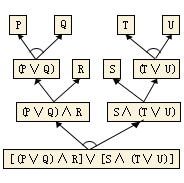 P Q T U
(P ∨ Q) R S (T ∨ U)
(P ∨ Q) ∧ R S ∧ (T ∨ U)
[ (P ∨ Q) ∧ R ] ∨ [ S ∧ (T ∨ U) ]